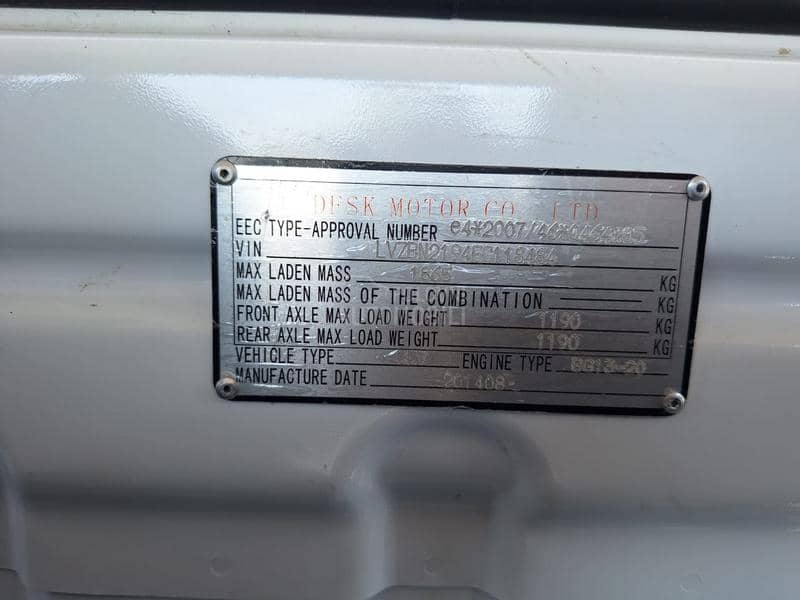 DFSK MOTOR CO., LTD
EEC TYPE-APPROVAL NUMBER
VIN
MAX LADEN MASS KG
MAX LADEN MASS OF THE COMBINATION KG
FRONT AXLE MAX LOAD WEIGHT 1190 KG
REAR AXLE MAX LOAD WEIGHT 1190 KG
VEHICLE TYPE ENGINE TYPE
MANUFACTURE DATE 201408